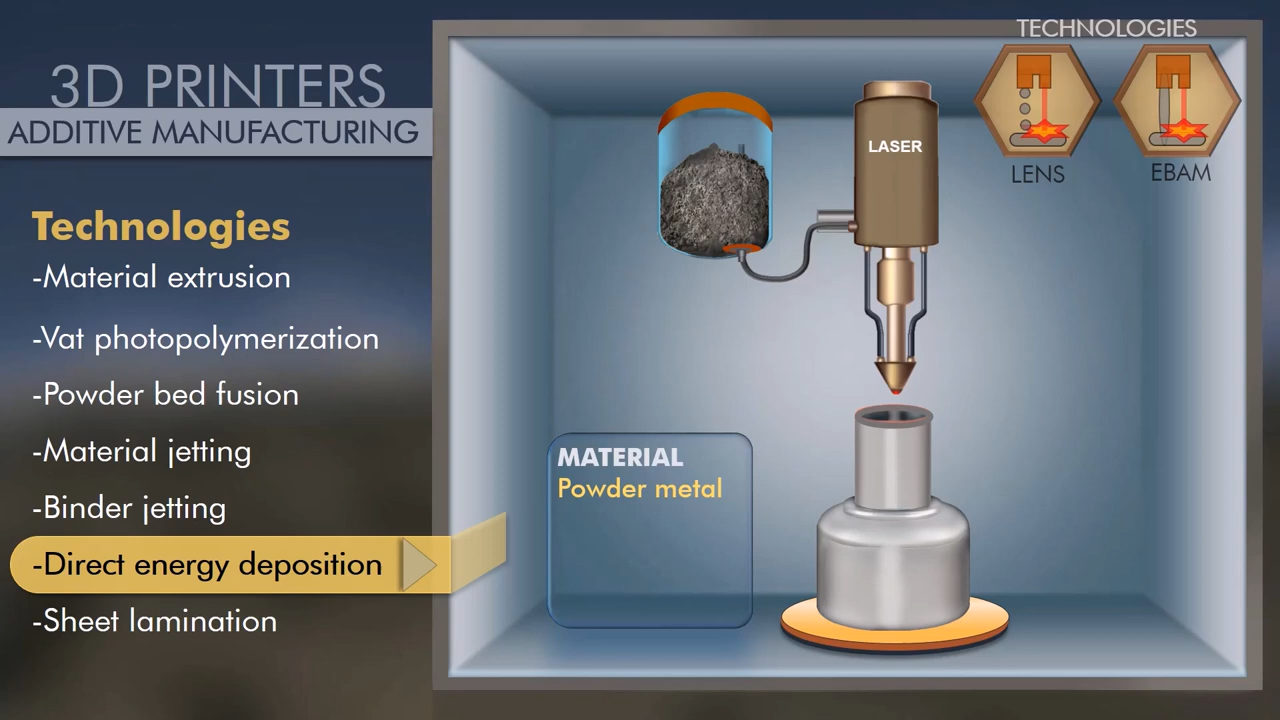 3D PRINTERS
ADDITIVE MANUFACTURING
Technologies
-Material extrusion
-Vat photopolymerization
-Powder bed fusion
-Material jetting
-Binder jetting
-Direct energy deposition
-Sheet lamination
TECHNOLOGIES
LENS
EBAM
LASER
MATERIAL
Powder metal